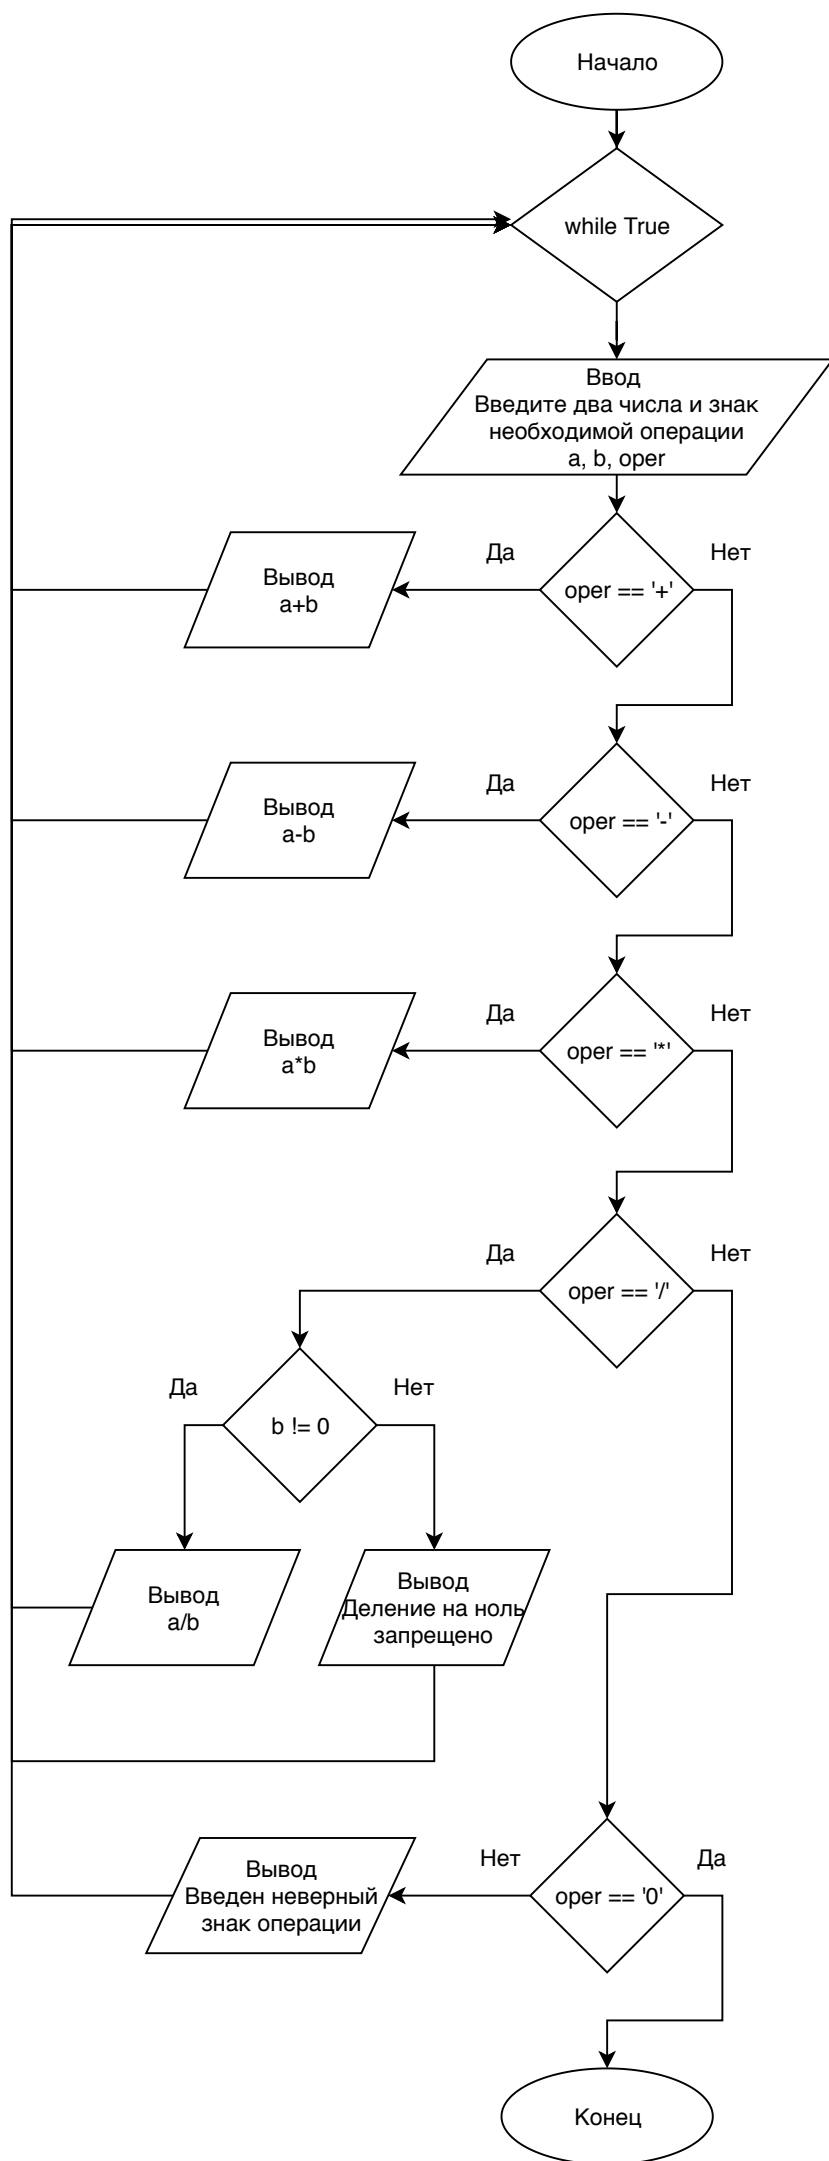 Начало
while True
Ввод
Введите два числа и знак
необходимой операции
a, b, oper
Да
Нет
Вывод
a+b
oper == '+'
Да
Нет
Вывод
a-b
oper == '-'
Да
Нет
Вывод
a*b
oper == '*'
Да
Нет
oper == '/'
Да
Нет
b != 0
Вывод
a/b
Вывод
Деление на ноль
запрещено
Нет
Да
Вывод
Введен неверный
знак операции
oper == '0'
Конец